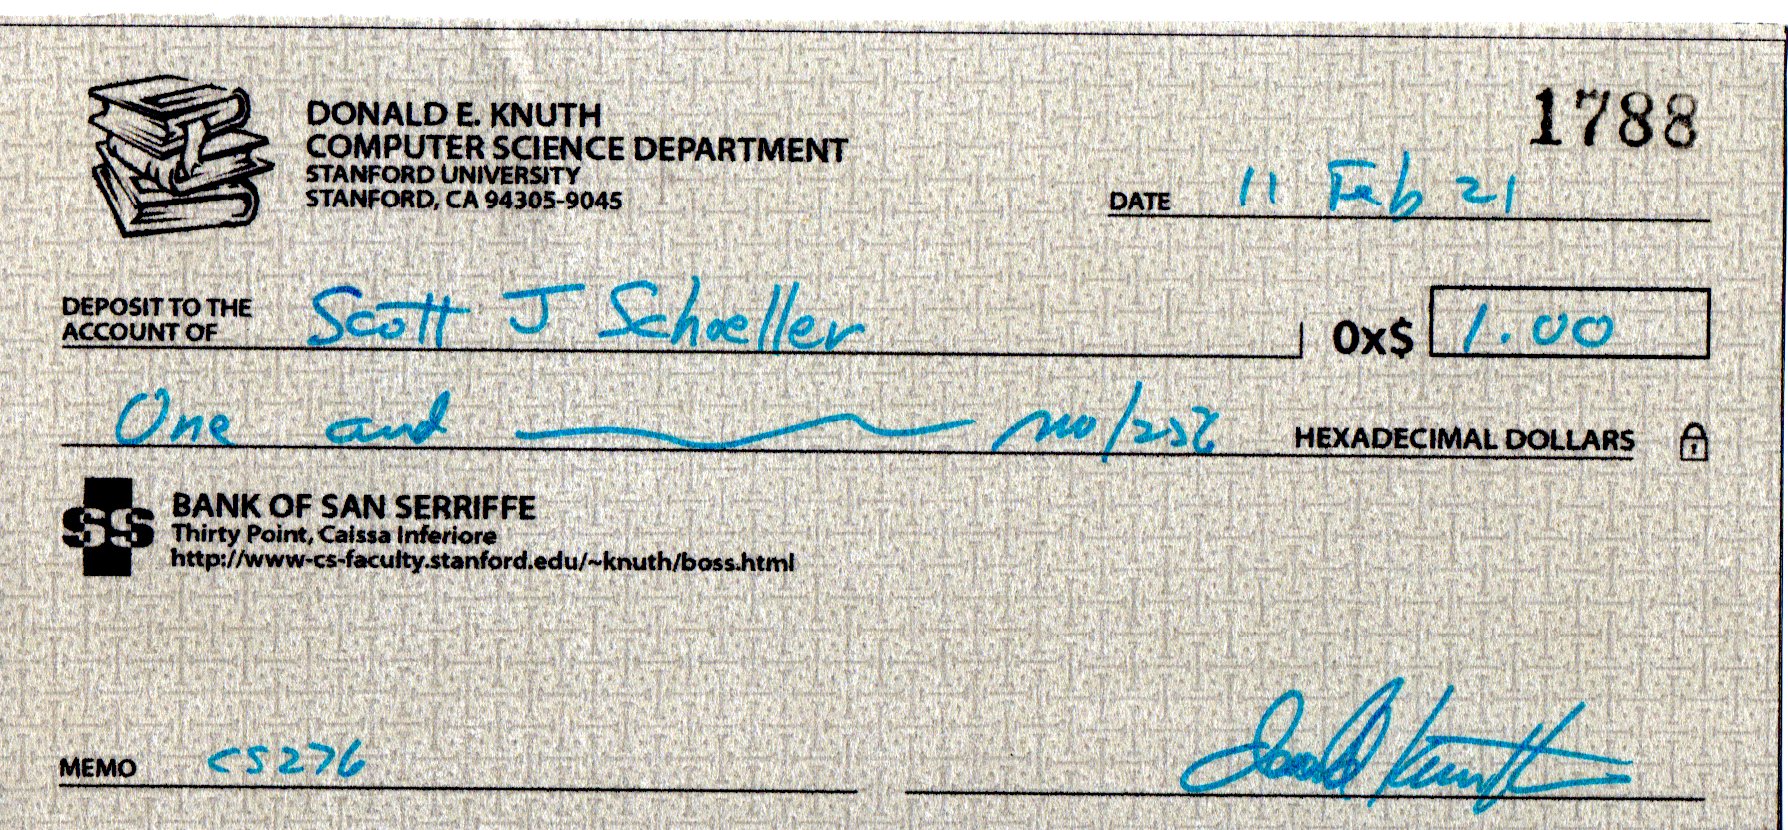 DONALD E. KNUTH
COMPUTER SCIENCE DEPARTMENT
STANFORD UNIVERSITY
STANFORD, CA 94305-9045
1788
DATE 11 Feb 21
DEPOSIT TO THE
ACCOUNT OF Scott J Schoeller 0x$ 1.00
One and no/256 HEXADECIMAL DOLLARS
SS BANK OF SAN SERRIFFE
Thirty Point, Caissa Inferiore
http://www-cs-faculty.stanford.edu/~knuth/boss.html
MEMO CS276 Donald Knuth